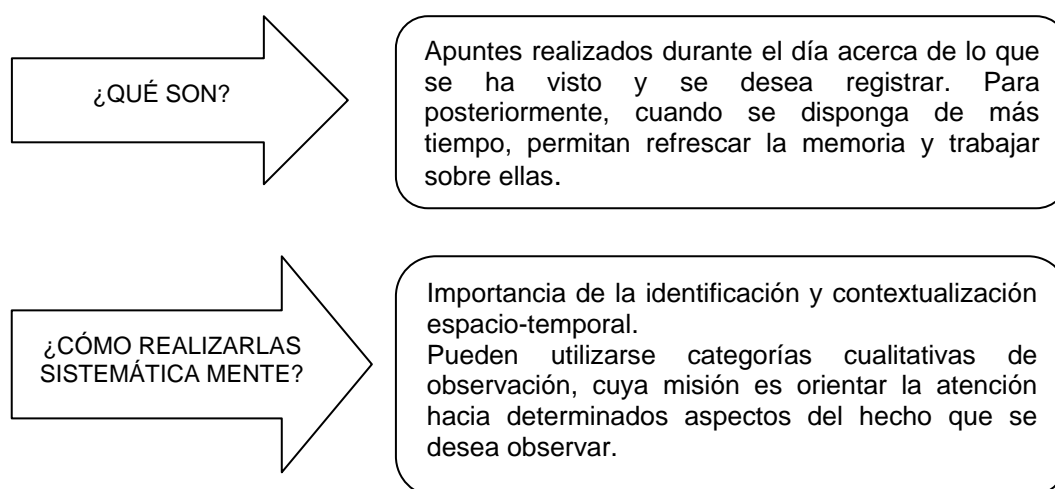 ¿QUÉ SON?
Apuntes realizados durante el día acerca de lo que
se ha visto y se desea registrar. Para
posteriormente, cuando se disponga de más
tiempo, permitan refrescar la memoria y trabajar
sobre ellas.
¿CÓMO REALIZARLAS
SISTEMÁTICA MENTE?
Importancia de la identificación y contextualización
espacio-temporal.
Pueden utilizarse categorías cualitativas de
observación, cuya misión es orientar la atención
hacia determinados aspectos del hecho que se
desea observar.